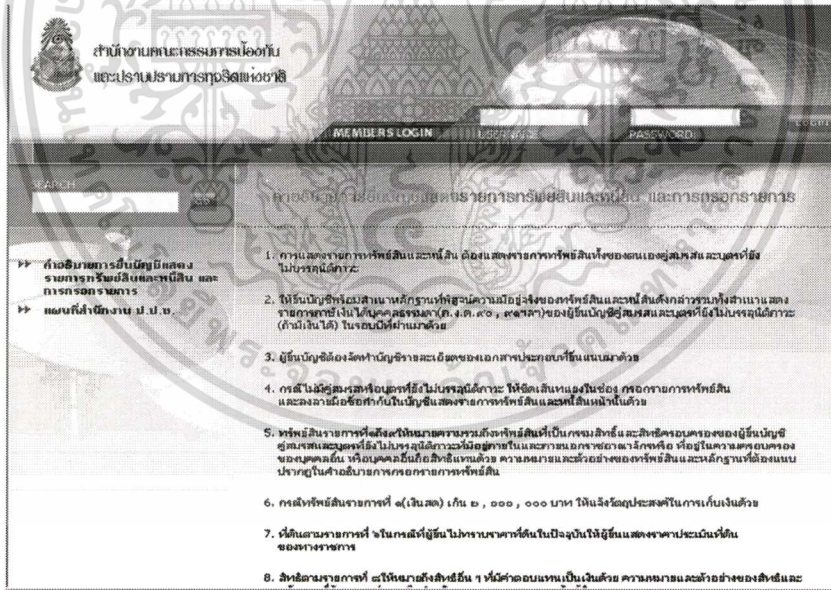 สำนักงานคณะกรรมการป้องกัน
และปราบปรามการทุจริตแห่งชาติ
MEMBERS LOGIN USERNAME: PASSWORD: LOGIN
SEARCH
GO
คำอธิบายการยื่นบัญชีแสดงรายการทรัพย์สินและหนี้สิน และการกรอกรายการ
คำอธิบายการยื่นบัญชีแสดง
รายการทรัพย์สินและหนี้สิน และ
การกรอกรายการ
แผนที่สำนักงาน ป.ป.ช.
1. การแสดงรายการทรัพย์สินและหนี้สิน ต้องแสดงรายการทรัพย์สินทั้งของตนเองคู่สมรสและบุตรที่ยัง
ไม่บรรลุนิติภาวะ
2. ให้ยื่นบัญชีพร้อมสำเนาหลักฐานที่พิสูจน์ความมีอยู่จริงของทรัพย์สินและหนี้สินดังกล่าวรวมทั้งสำเนาแสดง
รายการภาษีเงินได้บุคคลธรรมดา(ภ.ง.ด.๙๐ , ๙๑ฯลฯ)ของผู้ยื่นบัญชีคู่สมรสและบุตรที่ยังไม่บรรลุนิติภาวะ
(ถ้ามีเงินได้) ในรอบปีที่ผ่านมาด้วย
3. ผู้ยื่นบัญชีต้องจัดทำบัญชีรายละเอียดของเอกสารประกอบที่ยื่นแนบมาด้วย
4. กรณีไม่มีคู่สมรสหรือบุตรที่ยังไม่บรรลุนิติภาวะ ให้ขีดเส้นทแยงในช่อง กรอกรายการทรัพย์สิน
และลงลายมือชื่อกำกับในบัญชีแสดงรายการทรัพย์สินและหนี้สินหน้านั้นด้วย
5. ทรัพย์สินรายการที่๑ถึง๙ให้หมายความรวมถึงทรัพย์สินที่เป็นกรรมสิทธิ์และสิทธิครอบครองของผู้ยื่นบัญชี
คู่สมรสและบุตรที่ยังไม่บรรลุนิติภาวะที่มีอยู่ภายในและภายนอกราชอาณาจักรหรือ ที่อยู่ในความครอบครอง
ของบุคคลอื่น หรือบุคคลอื่นถือสิทธิแทนด้วย ความหมายและตัวอย่างของทรัพย์สินและหลักฐานที่ต้องแนบ
ปรากฏในคำอธิบายการกรอกรายการทรัพย์สิน
6. กรณีทรัพย์สินรายการที่ ๑(เงินสด) เกิน ๒ , ๐๐๐ , ๐๐๐ บาท ให้แจ้งวัตถุประสงค์ในการเก็บเงินด้วย
7. ที่ดินตามรายการที่ ๖ในกรณีที่ผู้ยื่นไม่ทราบราคาที่ดินในปัจจุบันให้ผู้ยื่นแสดงราคาประเมินที่ดิน
ของทางราชการ
8. สิทธิตามรายการที่ ๘ให้หมายถึงสิทธิอื่น ๆ ที่มีค่าตอบแทนเป็นเงินด้วย ความหมายและตัวอย่างของสิทธิและ